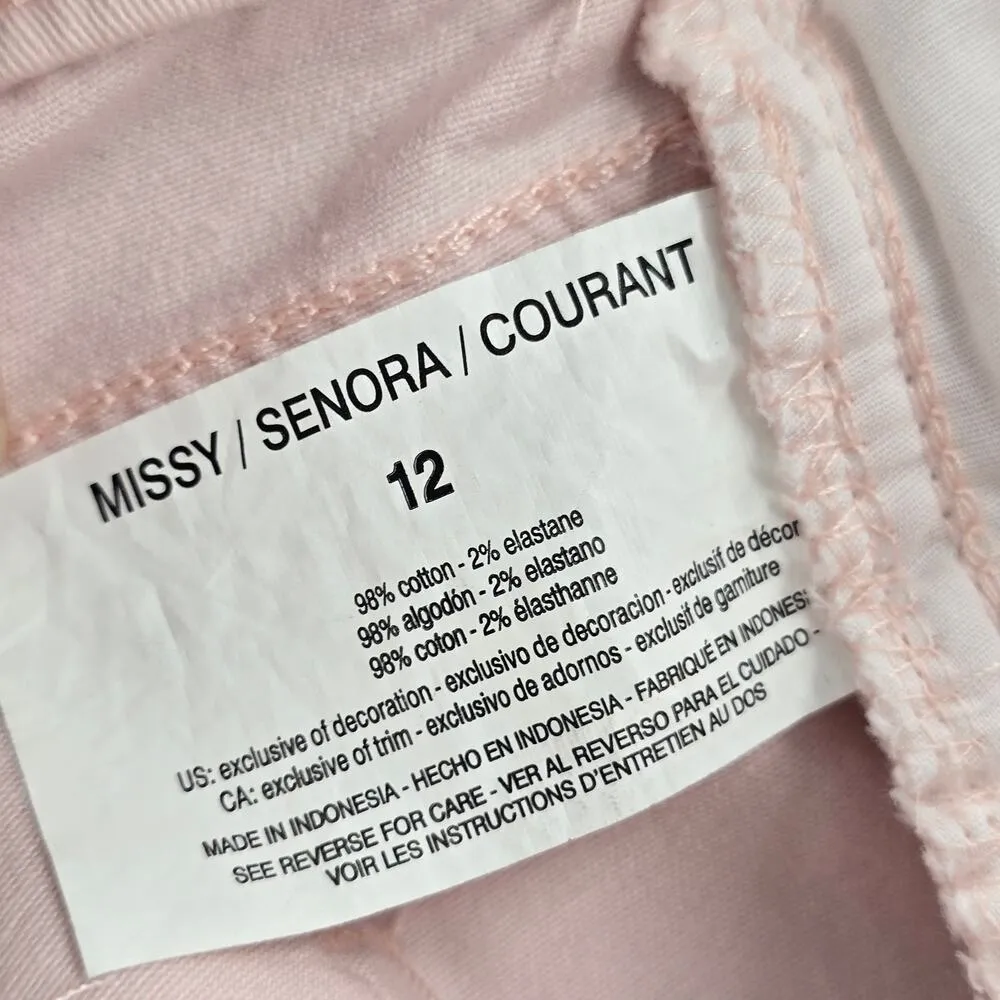 MISSY / SENORA / COURANT
12
98% cotton - 2% elastane
98% algodón - 2% elastano
98% coton - 2% élasthanne
US: exclusive of decoration - exclusivo de decoracion - exclusif de décor
CA: exclusive of trim - exclusivo de adornos - exclusif de garniture
MADE IN INDONESIA - HECHO EN INDONESIA - FABRIQUÉ EN
SEE REVERSE FOR CARE - VER AL REVERSO PARA EL CUIDADO -
VOIR LES INSTRUCTIONS D'ENTRETIEN AU DOS